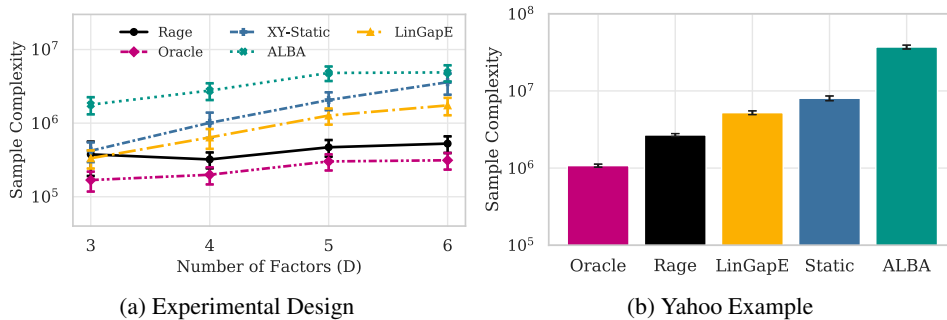 Rage
Oracle
XY-Static
ALBA
LinGapE
Sample Complexity
10^7
10^6
10^5
3 4 5 6
Number of Factors (D)
(a) Experimental Design
Sample Complexity
10^8
10^7
10^6
10^5
Oracle Rage LinGapE Static ALBA
(b) Yahoo Example